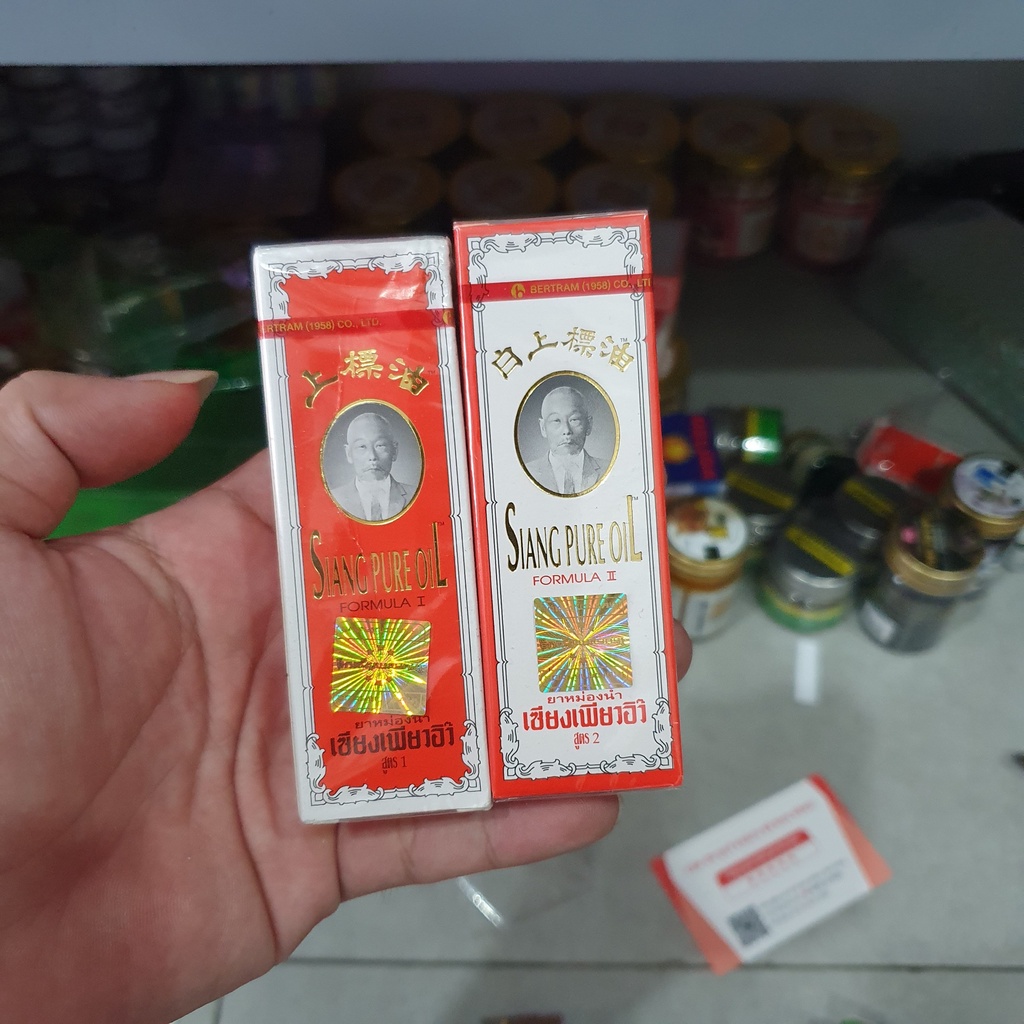 RTRAM (1958) CO., LTD.
上標油
SIANG PURE OIL
FORMULA I
ยาหม่องน้ำ
เซียงเพียวอิ๊ว
สูตร 1
BERTRAM (1958) CO., LT
白上標油
SIANG PURE OIL™
FORMULA II
ยาหม่องน้ำ
เซียงเพียวอิ๊ว
สูตร 2